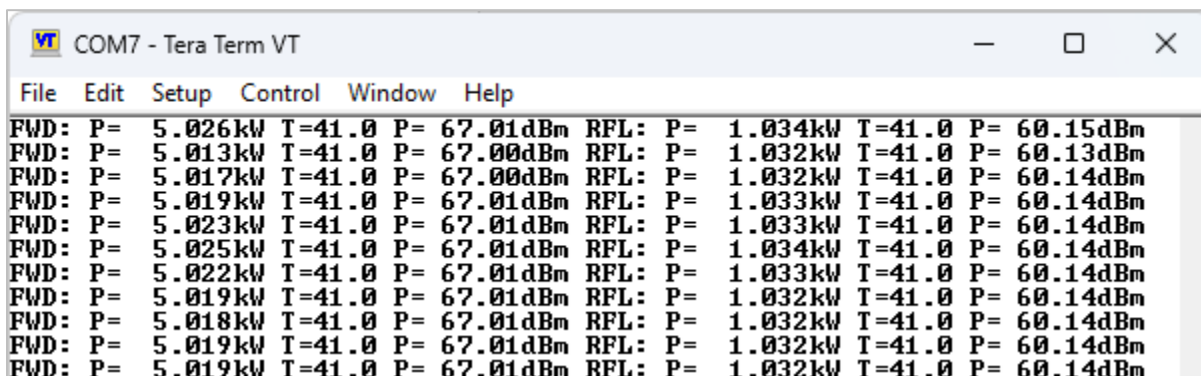 VT COM7 - Tera Term VT
File Edit Setup Control Window Help
FWD: P=  5.026kW T=41.0 P= 67.01dBm RFL: P=  1.034kW T=41.0 P= 60.15dBm
FWD: P=  5.013kW T=41.0 P= 67.00dBm RFL: P=  1.032kW T=41.0 P= 60.13dBm
FWD: P=  5.017kW T=41.0 P= 67.00dBm RFL: P=  1.032kW T=41.0 P= 60.14dBm
FWD: P=  5.019kW T=41.0 P= 67.01dBm RFL: P=  1.033kW T=41.0 P= 60.14dBm
FWD: P=  5.023kW T=41.0 P= 67.01dBm RFL: P=  1.033kW T=41.0 P= 60.14dBm
FWD: P=  5.025kW T=41.0 P= 67.01dBm RFL: P=  1.034kW T=41.0 P= 60.14dBm
FWD: P=  5.022kW T=41.0 P= 67.01dBm RFL: P=  1.033kW T=41.0 P= 60.14dBm
FWD: P=  5.019kW T=41.0 P= 67.01dBm RFL: P=  1.032kW T=41.0 P= 60.14dBm
FWD: P=  5.018kW T=41.0 P= 67.01dBm RFL: P=  1.032kW T=41.0 P= 60.14dBm
FWD: P=  5.019kW T=41.0 P= 67.01dBm RFL: P=  1.032kW T=41.0 P= 60.14dBm
FWD: P=  5.019kW T=41.0 P= 67.01dBm RFL: P=  1.032kW T=41.0 P= 60.14dBm